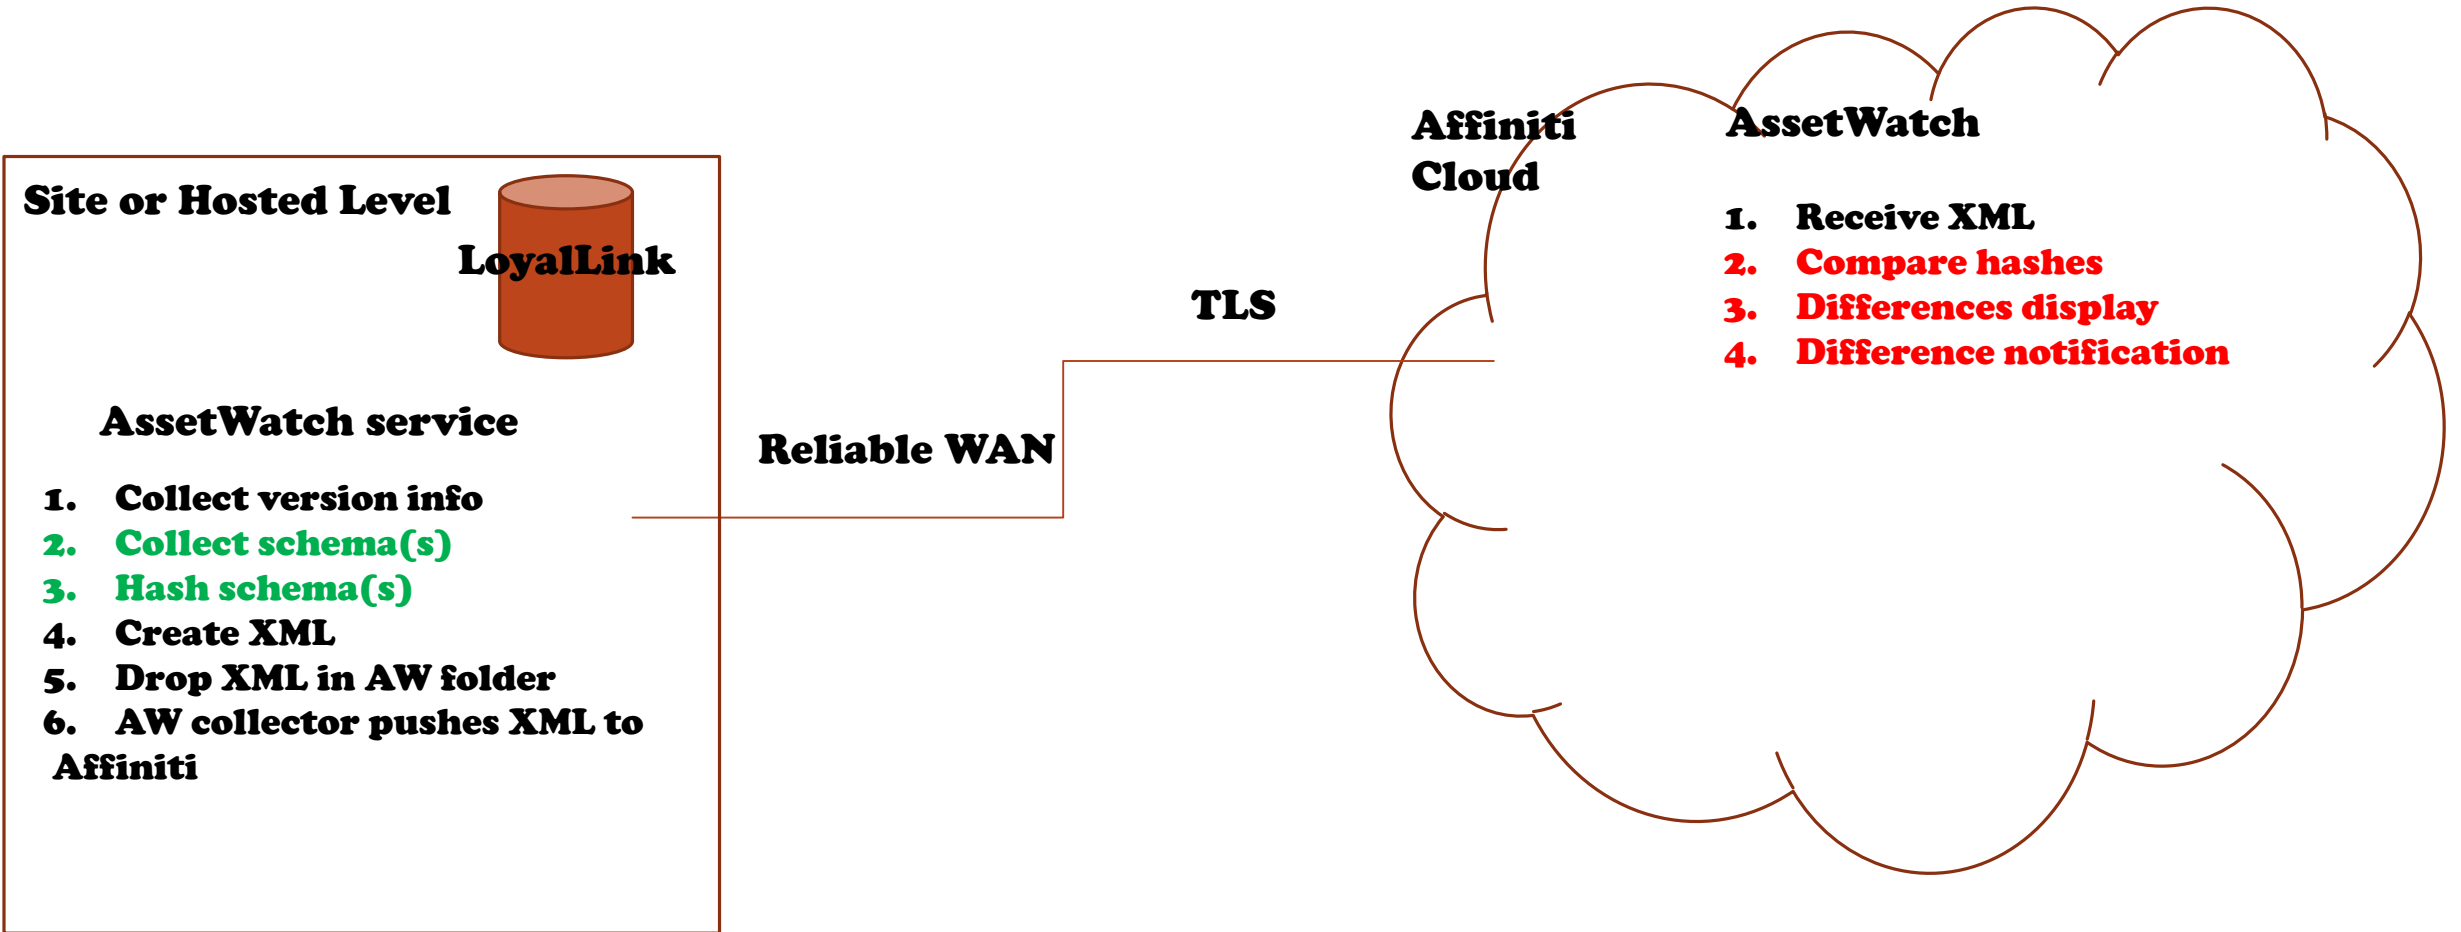 Site or Hosted Level
LoyalLink
AssetWatch service
1. Collect version info
2. Collect schema(s)
3. Hash schema(s)
4. Create XML
5. Drop XML in AW folder
6. AW collector pushes XML to
Affiniti
Reliable WAN
TLS
Affiniti
Cloud
AssetWatch
1. Receive XML
2. Compare hashes
3. Differences display
4. Difference notification